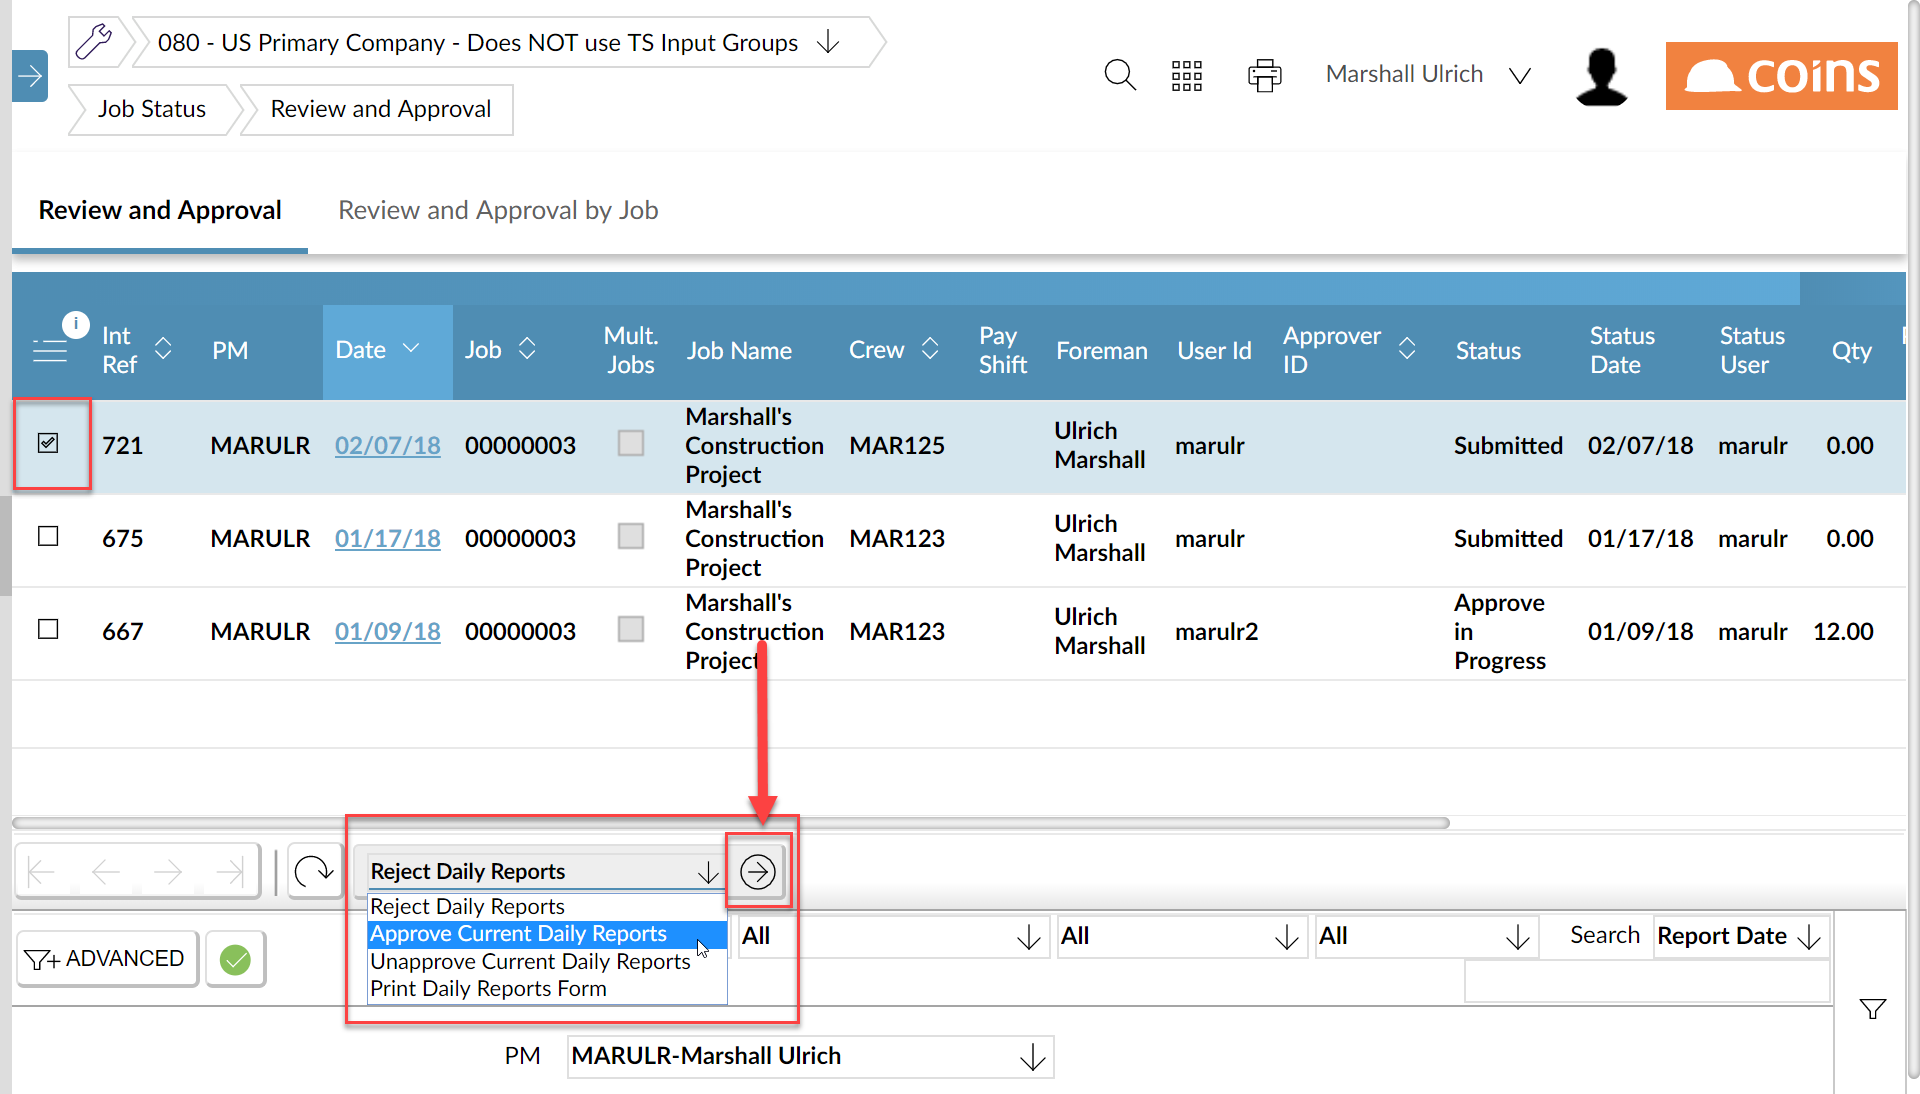 080 - US Primary Company - Does NOT use TS Input Groups
Marshall Ulrich
coins
Job Status
Review and Approval
Review and Approval
Review and Approval by Job
i
Int Ref
PM
Date
Job
Mult. Jobs
Job Name
Crew
Pay Shift
Foreman
User Id
Approver ID
Status
Status Date
Status User
Qty
721 MARULR 02/07/18 00000003 Marshall's Construction Project MAR125 Ulrich Marshall marulr Submitted 02/07/18 marulr 0.00
675 MARULR 01/17/18 00000003 Marshall's Construction Project MAR123 Ulrich Marshall marulr Submitted 01/17/18 marulr 0.00
667 MARULR 01/09/18 00000003 Marshall's Construction Project MAR123 Ulrich Marshall marulr2 Approve in Progress 01/09/18 marulr 12.00
Reject Daily Reports
Reject Daily Reports
Approve Current Daily Reports
Unapprove Current Daily Reports
Print Daily Reports Form
ADVANCED
All
All
All
Search
Report Date
PM
MARULR-Marshall Ulrich